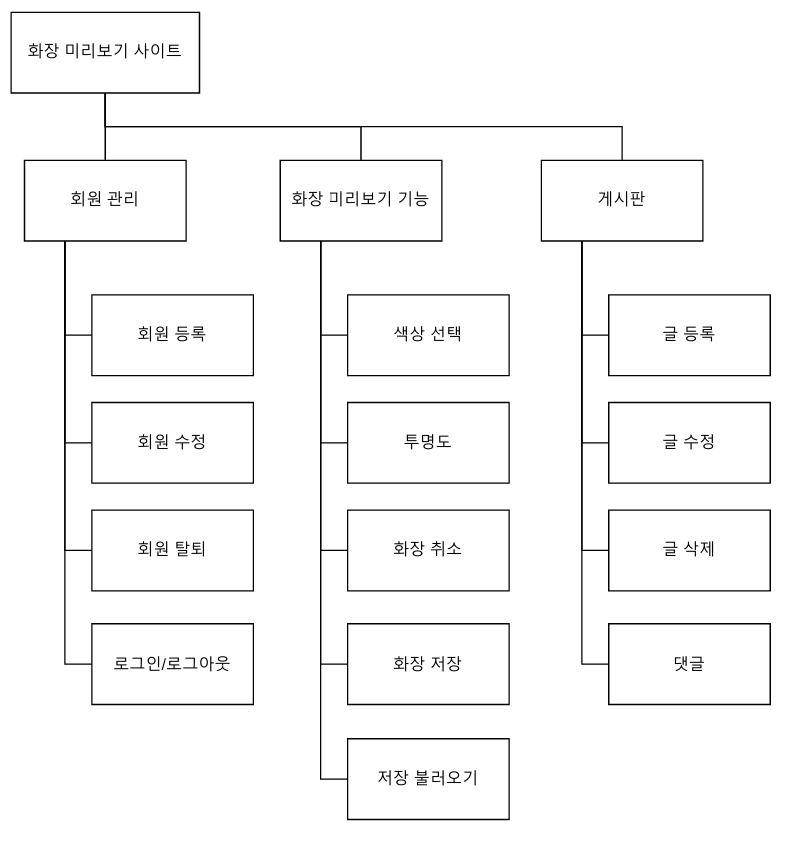 화장 미리보기 사이트
회원 관리
화장 미리보기 기능
게시판
회원 등록
색상 선택
글 등록
회원 수정
투명도
글 수정
회원 탈퇴
화장 취소
글 삭제
로그인/로그아웃
화장 저장
댓글
저장 불러오기